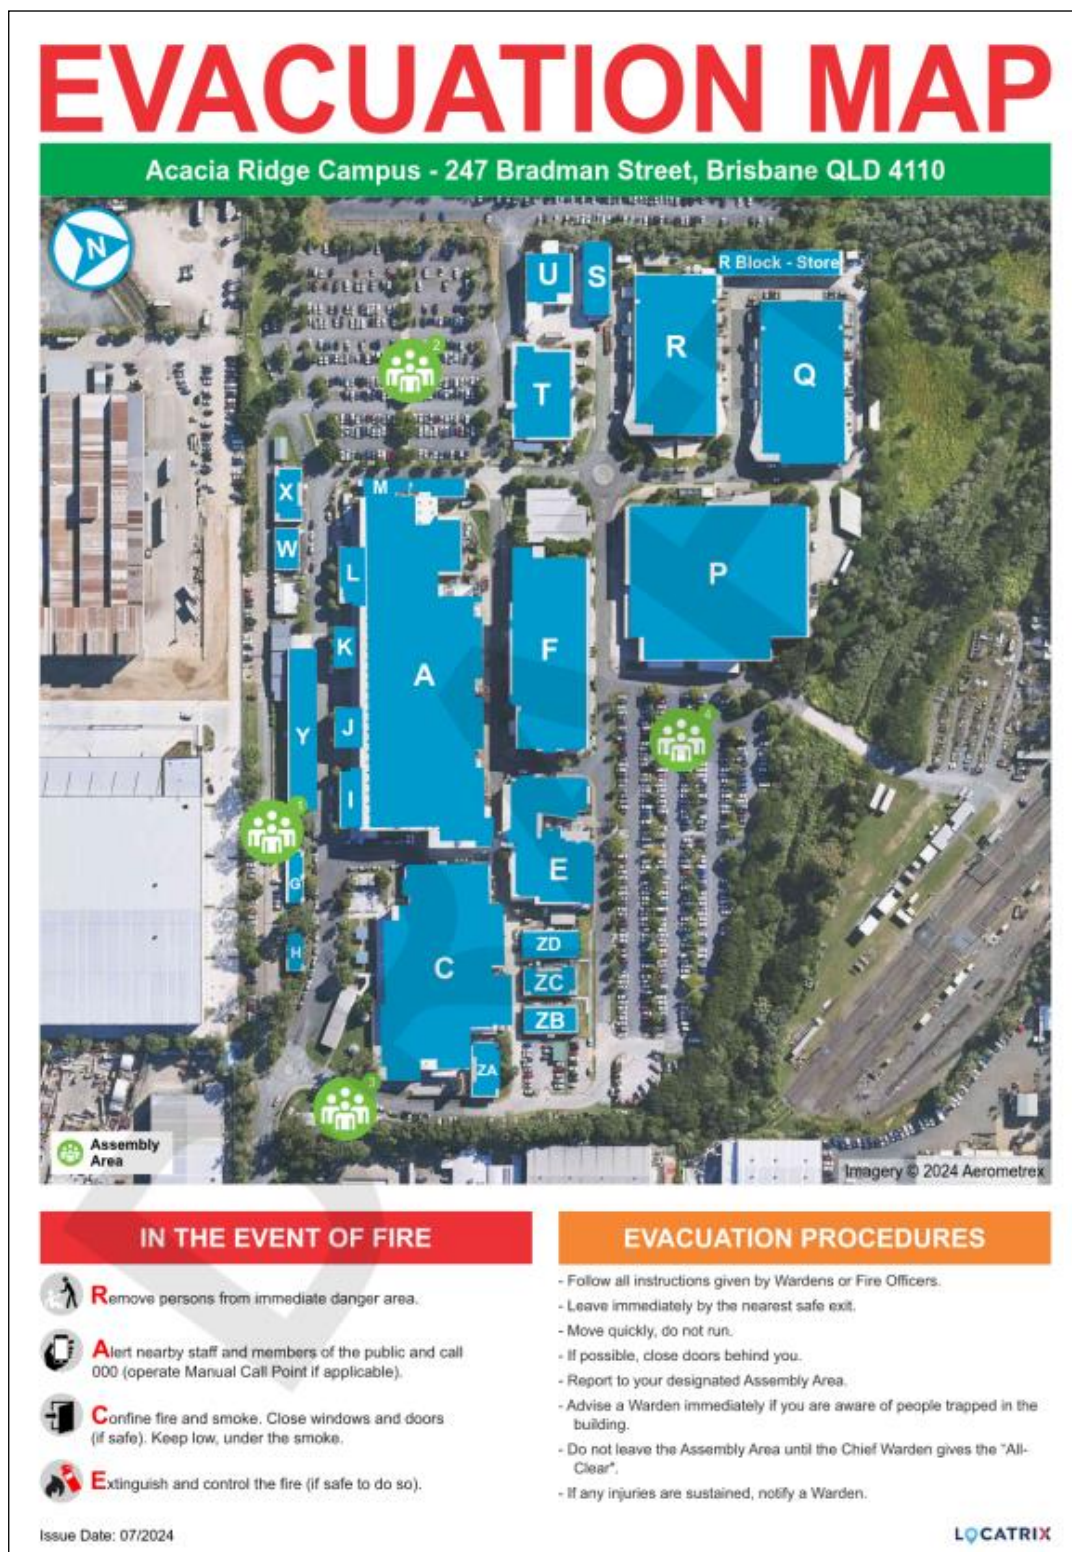 EVACUATION MAP
Acacia Ridge Campus - 247 Bradman Street, Brisbane QLD 4110
N
U
S
R Block - Store
R
Q
2
T
X
M
W
L
P
K
A
F
J
Y
4
I
1
E
G
ZD
H
C
ZC
ZB
ZA
3
Assembly
Area
Imagery © 2024 Aerometrex
IN THE EVENT OF FIRE
Remove persons from immediate danger area.
Alert nearby staff and members of the public and call
000 (operate Manual Call Point if applicable).
Confine fire and smoke. Close windows and doors
(if safe). Keep low, under the smoke.
Extinguish and control the fire (if safe to do so).
Issue Date: 07/2024
EVACUATION PROCEDURES
- Follow all instructions given by Wardens or Fire Officers.
- Leave immediately by the nearest safe exit.
- Move quickly, do not run.
- If possible, close doors behind you.
- Report to your designated Assembly Area.
- Advise a Warden immediately if you are aware of people trapped in the
building.
- Do not leave the Assembly Area until the Chief Warden gives the "All-
Clear".
- If any injuries are sustained, notify a Warden.
LOCATRIX
DRAFT